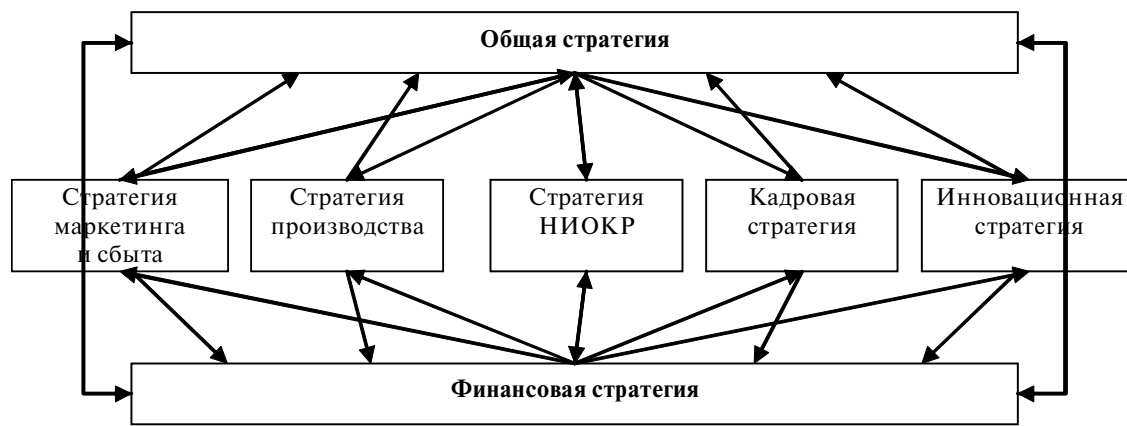 Общая стратегия
Стратегия
маркетинга
и сбыта
Стратегия
производства
Стратегия
НИОКР
Кадровая
стратегия
Инновационная
стратегия
Финансовая стратегия